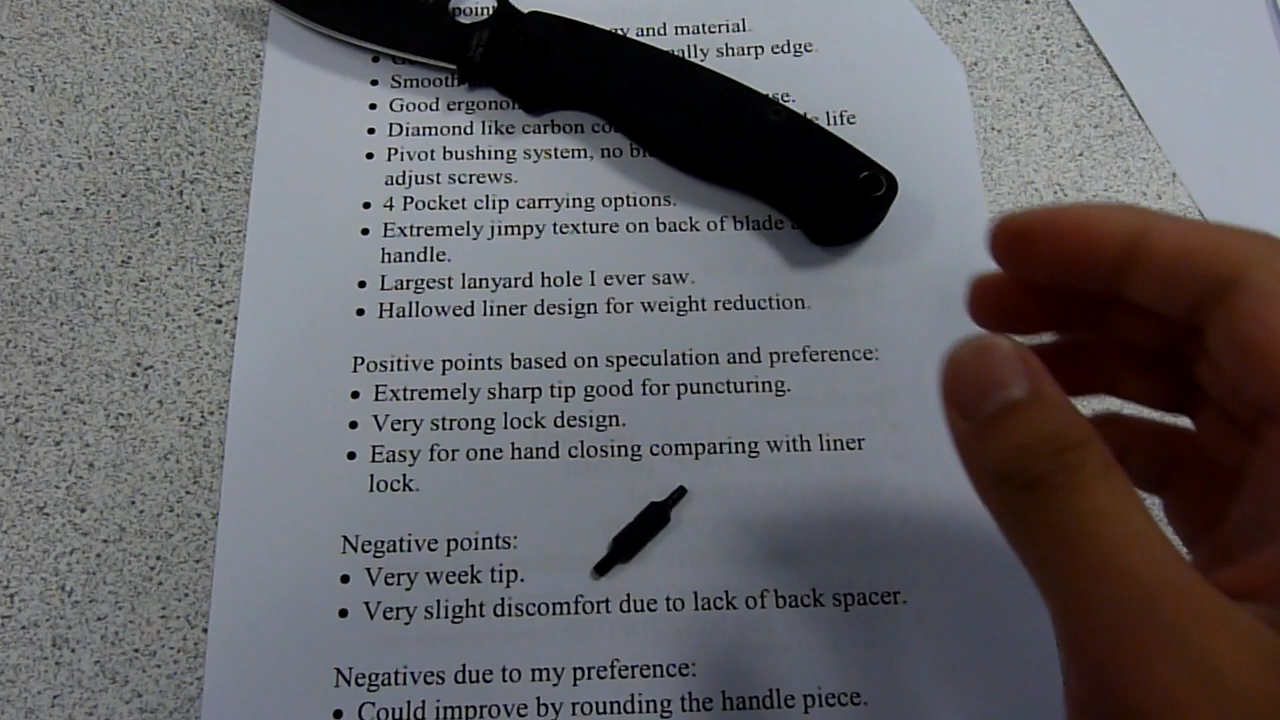 point
and material.
sharp edge.
• Smooth
• Good
• Diamond like carbon life
• Pivot bushing system, no
adjust screws.
• 4 Pocket clip carrying options.
• Extremely jimpy texture on back of blade
handle.
• Largest lanyard hole I ever saw.
• Hallowed liner design for weight reduction.
Positive points based on speculation and preference:
• Extremely sharp tip good for puncturing.
• Very strong lock design.
• Easy for one hand closing comparing with liner
lock.
Negative points:
• Very week tip.
• Very slight discomfort due to lack of back spacer.
Negatives due to my preference:
• Could improve by rounding the handle piece.